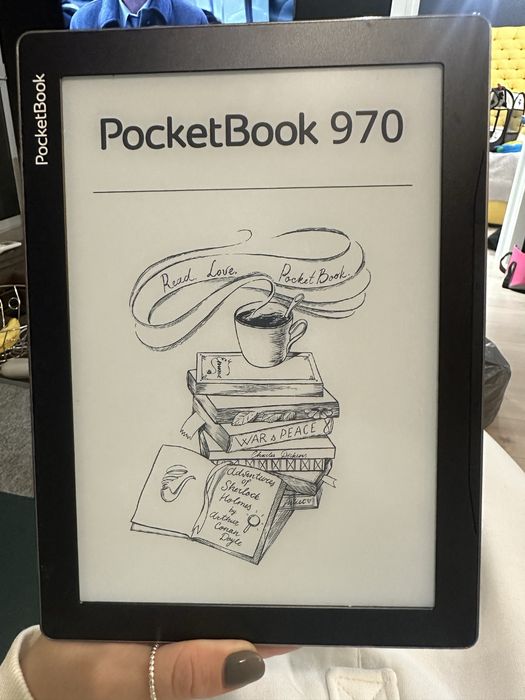 PocketBook
PocketBook 970
Read. Love. PocketBook.
WAR & PEACE
Charles Dickens
Adventures
of
Sherlock
Holmes
by
Arthur
Conan
Doyle